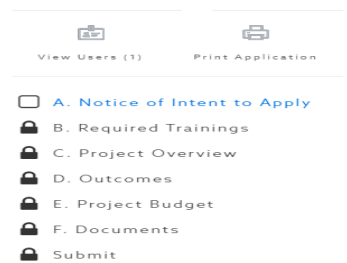 View Users (1) Print Application
A. Notice of Intent to Apply
B. Required Trainings
C. Project Overview
D. Outcomes
E. Project Budget
F. Documents
Submit